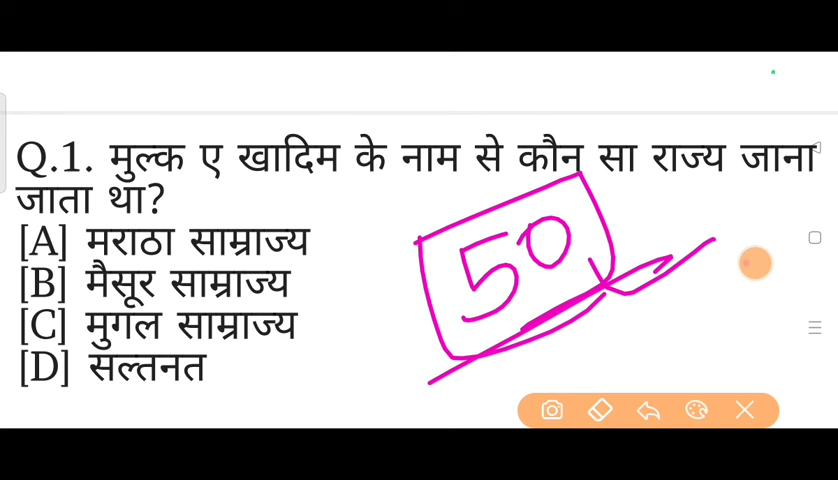 Q.1. मुल्क ए खादिम के नाम से कौन सा राज्य जाना
जाता था?
[A] मराठा साम्राज्य
[B] मैसूर साम्राज्य
[C] मुगल साम्राज्य
[D] सल्तनत
50